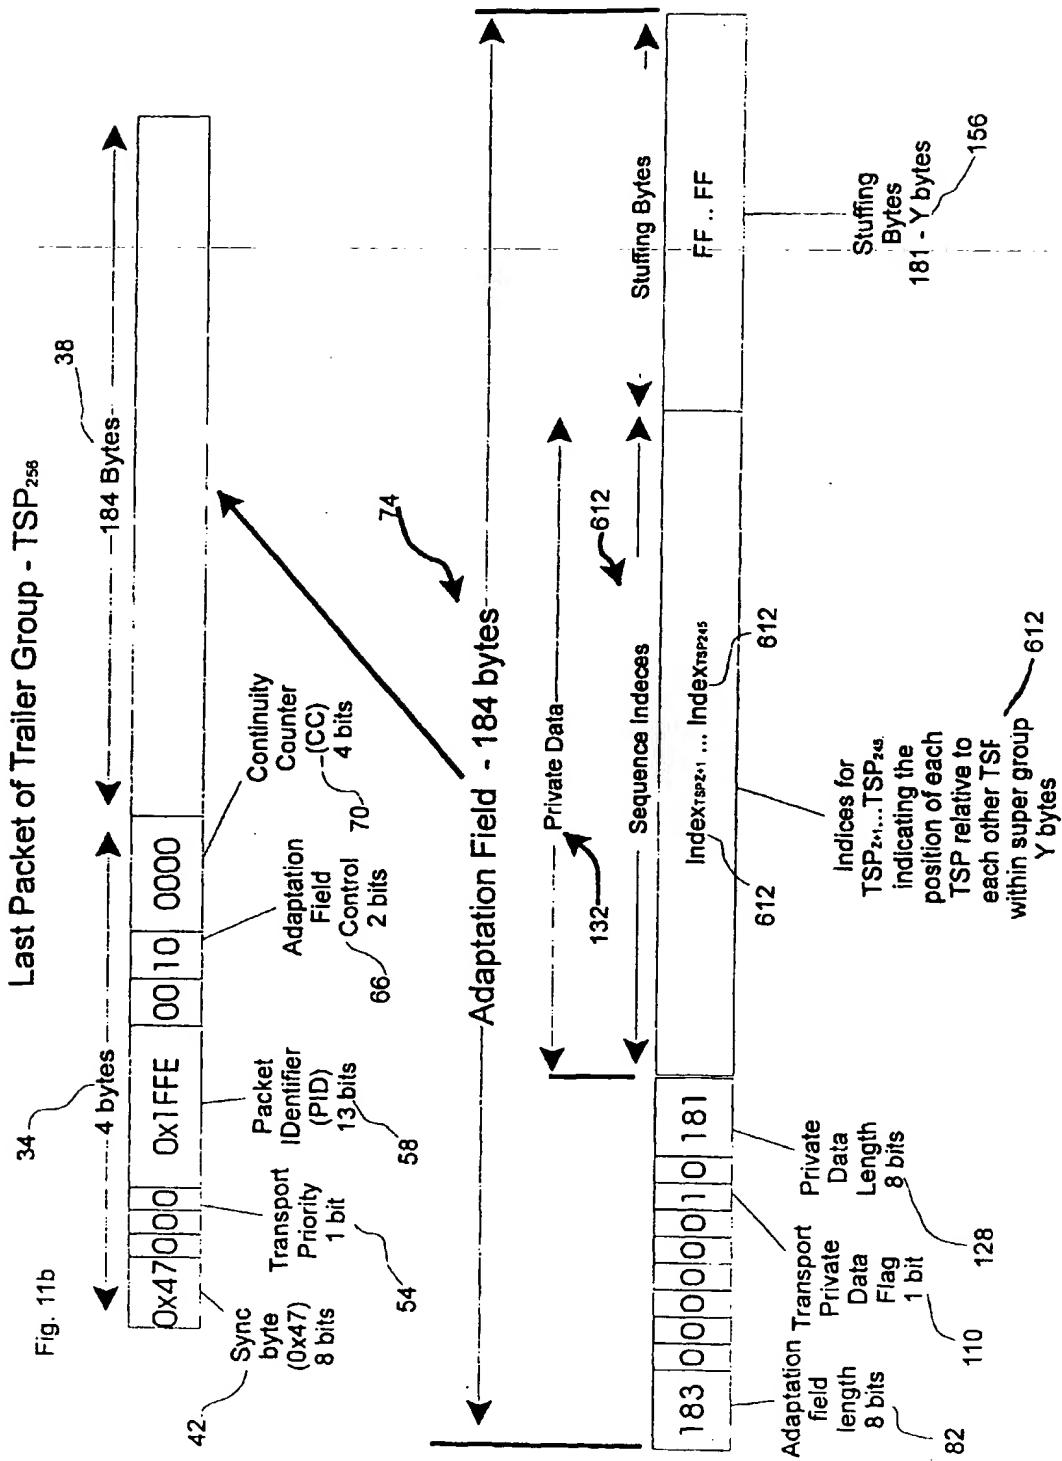 Fig. 11b
Last Packet of Trailer Group - TSP256
34
4 bytes
184 Bytes
38
0x47 0 0 0 0x1FFE 00 10 0000
42
Sync
byte
(0x47)
8 bits
Transport
Priority
1 bit
54
Packet
IDentifier
(PID)
13 bits
58
Adaptation
Field
Control
2 bits
66
Continuity
Counter
(CC)
4 bits
70
74
Adaptation Field - 184 bytes
Private Data
132
612
Sequence Indeces
Stuffing Bytes
183 0 0 0 0 0 0 1 0 181
IndexTSPZ+1 ... IndexTSP245
FF .. FF
612
612
Adaptation
field
length
8 bits
82
Transport
Private
Data
Flag
1 bit
110
Private
Data
Length
8 bits
128
Indices for
TSPZ+1...TSP245
indicating the
position of each
TSP relative to
each other TSF
within super group
Y bytes
612
Stuffing
Bytes
181 - Y bytes
156